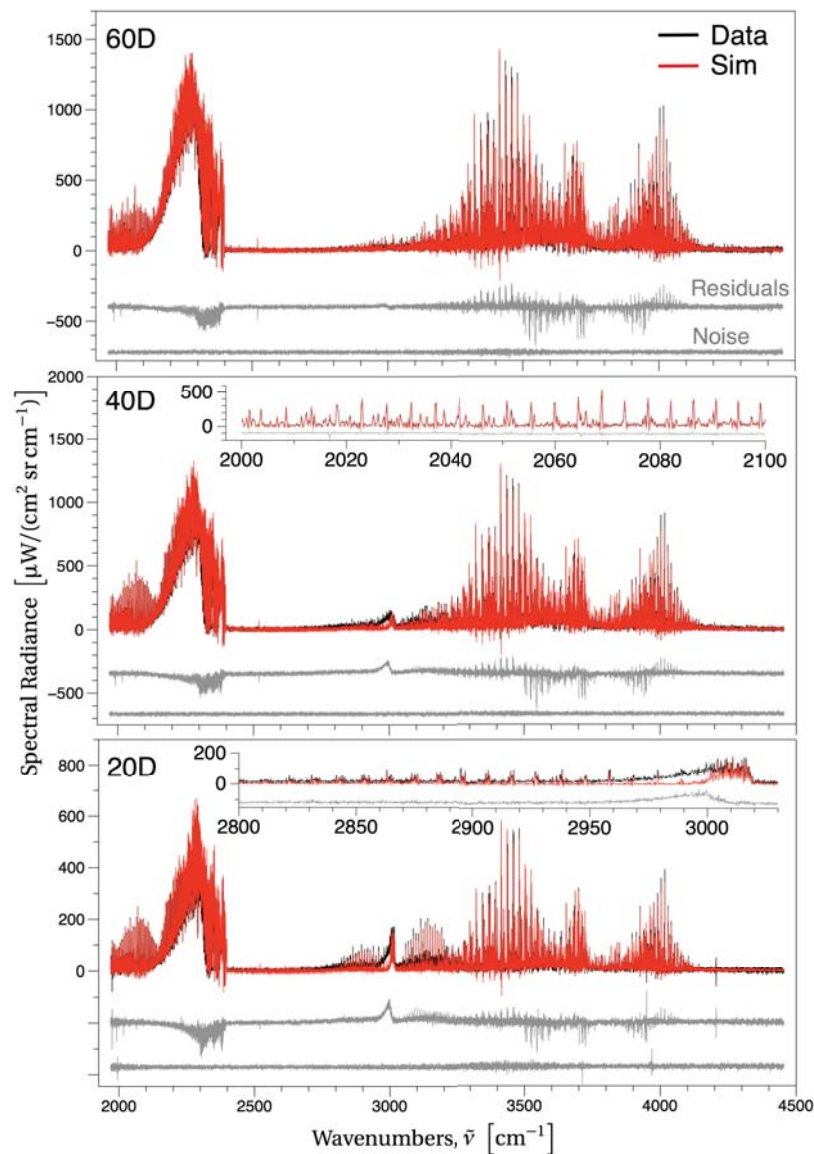 60D
Data
Sim
1500
1000
500
0
−500
Residuals
Noise
Spectral Radiance [μW/(cm² sr cm⁻¹)]
40D
2000
1500
1000
500
0
−500
500
0
2000 2020 2040 2060 2080 2100
20D
800
600
400
200
0
200
0
2800 2850 2900 2950 3000
2000 2500 3000 3500 4000 4500
Wavenumbers, ν̃ [cm⁻¹]